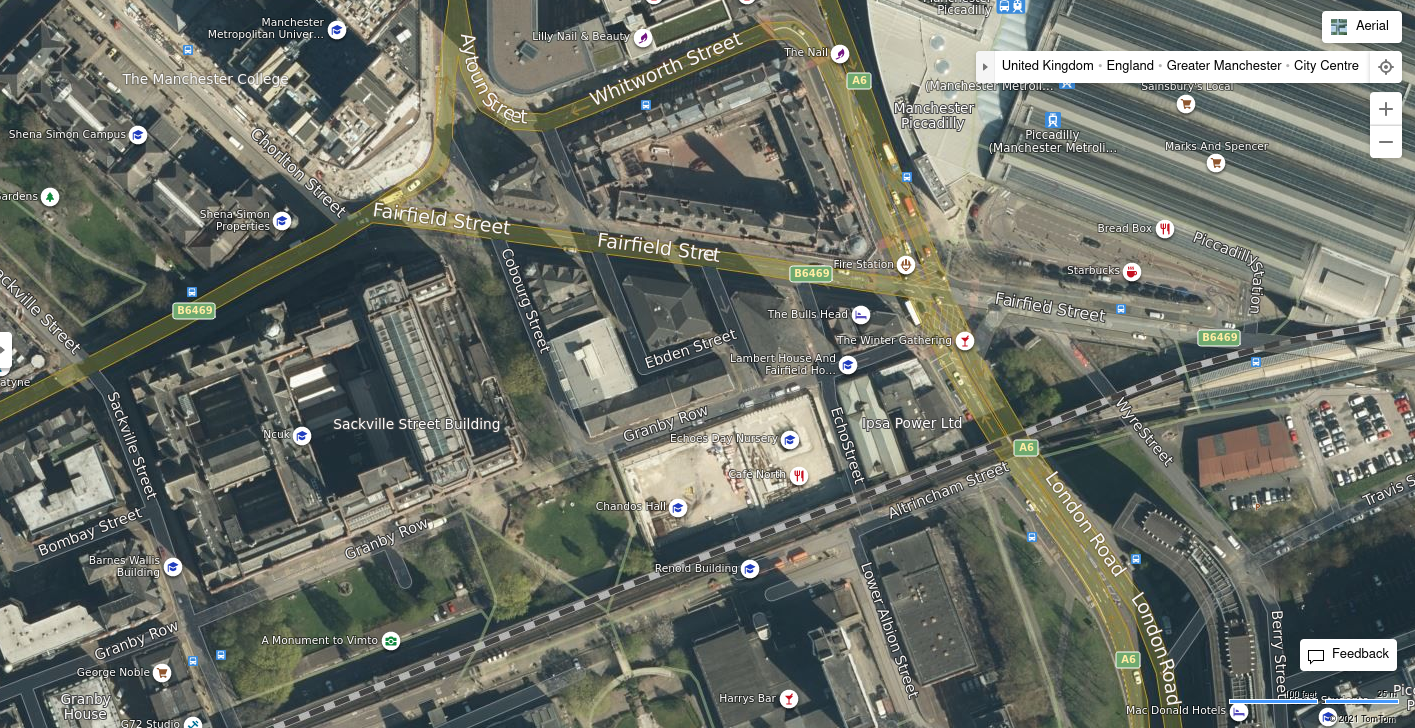 Manchester
Metropolitan Univer...
Lilly Nail & Beauty
The Nail
Manchester
Piccadilly
Aerial
United Kingdom • England • Greater Manchester • City Centre
The Manchester College
Aytoun Street
Whitworth Street
A6
(Manchester Metroli...
Sainsbury's Local
Manchester
Piccadilly
Piccadilly
(Manchester Metroli...
Marks And Spencer
Shena Simon Campus
Chorlton Street
Shena Simon
Properties
Fairfield Street
Fairfield Stret
B6469
Fire Station
Bread Box
Starbucks
Piccadilly Station
Fairfield Street
B6469
B6469
Cobourg Street
The Bulls Head
The Winter Gathering
Ebden Street
Lambert House And
Fairfield Ho...
Sackville Street
Ncuk
Sackville Street Building
Granby Row
Echoes Day Nursery
Cafe North
Echo Street
Ipsa Power Ltd
Wyre Street
A6
Altrincham Street
Chandos Hall
Travis S
Bombay Street
Granby Row
Barnes Wallis
Building
Renold Building
London Road
Lower Albion Street
A Monument to Vimto
Granby Row
George Noble
London Road
Berry Street
Feedback
A6
Granby
House
G72 Studio
Harrys Bar
Mac Donald Hotels
100 feet
25 m
© 2021 TomTom